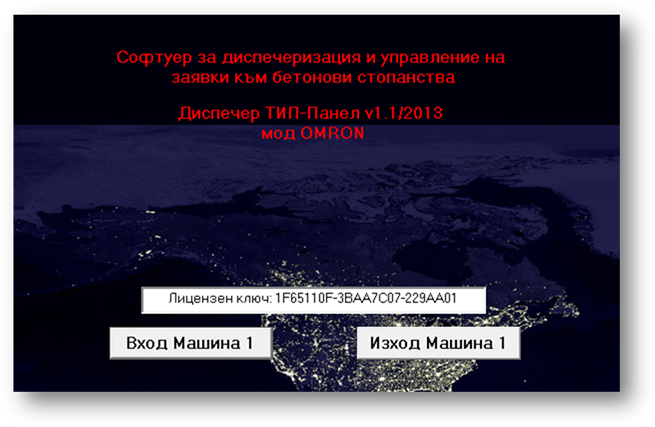 Софтуер за диспечеризация и управление на
заявки към бетонови стопанства
Диспечер ТИП-Панел v1.1/2013
мод OMRON
Лицензен ключ: 1F65110F-3BAA7C07-229AA01
Вход Машина 1
Изход Машина 1